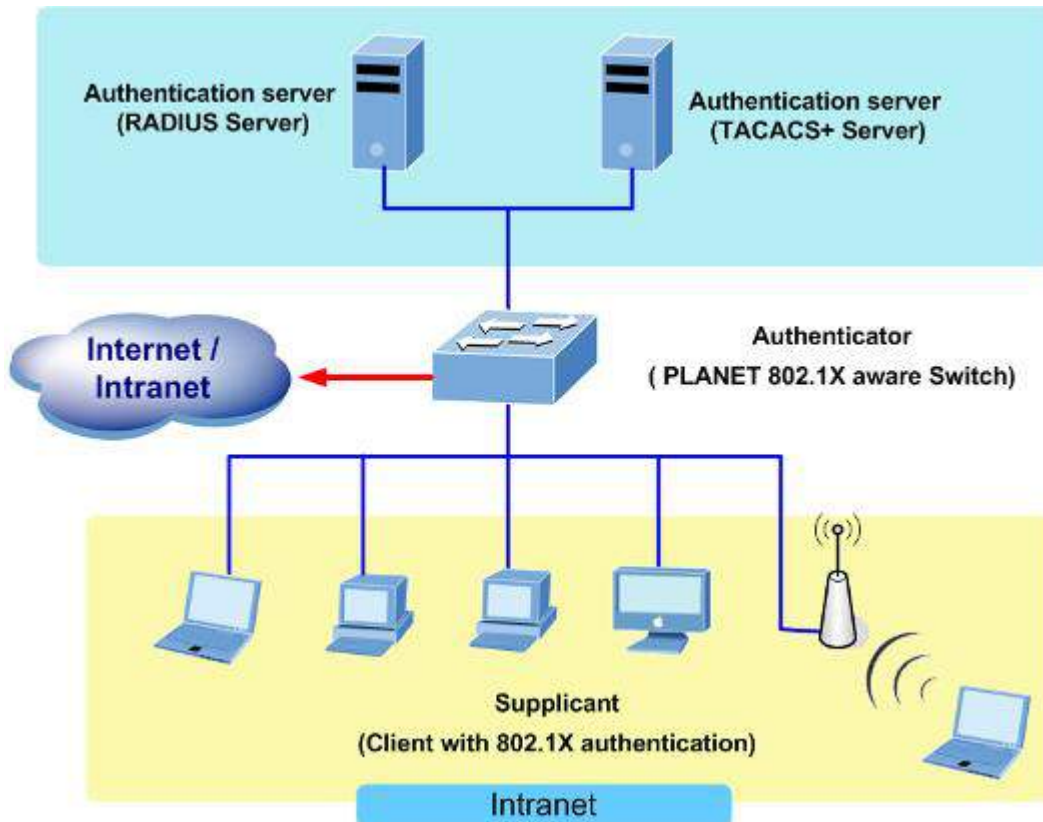 Authentication server
(RADIUS Server)
Authentication server
(TACACS+ Server)
Internet /
Intranet
Authenticator
( PLANET 802.1X aware Switch)
Supplicant
(Client with 802.1X authentication)
Intranet